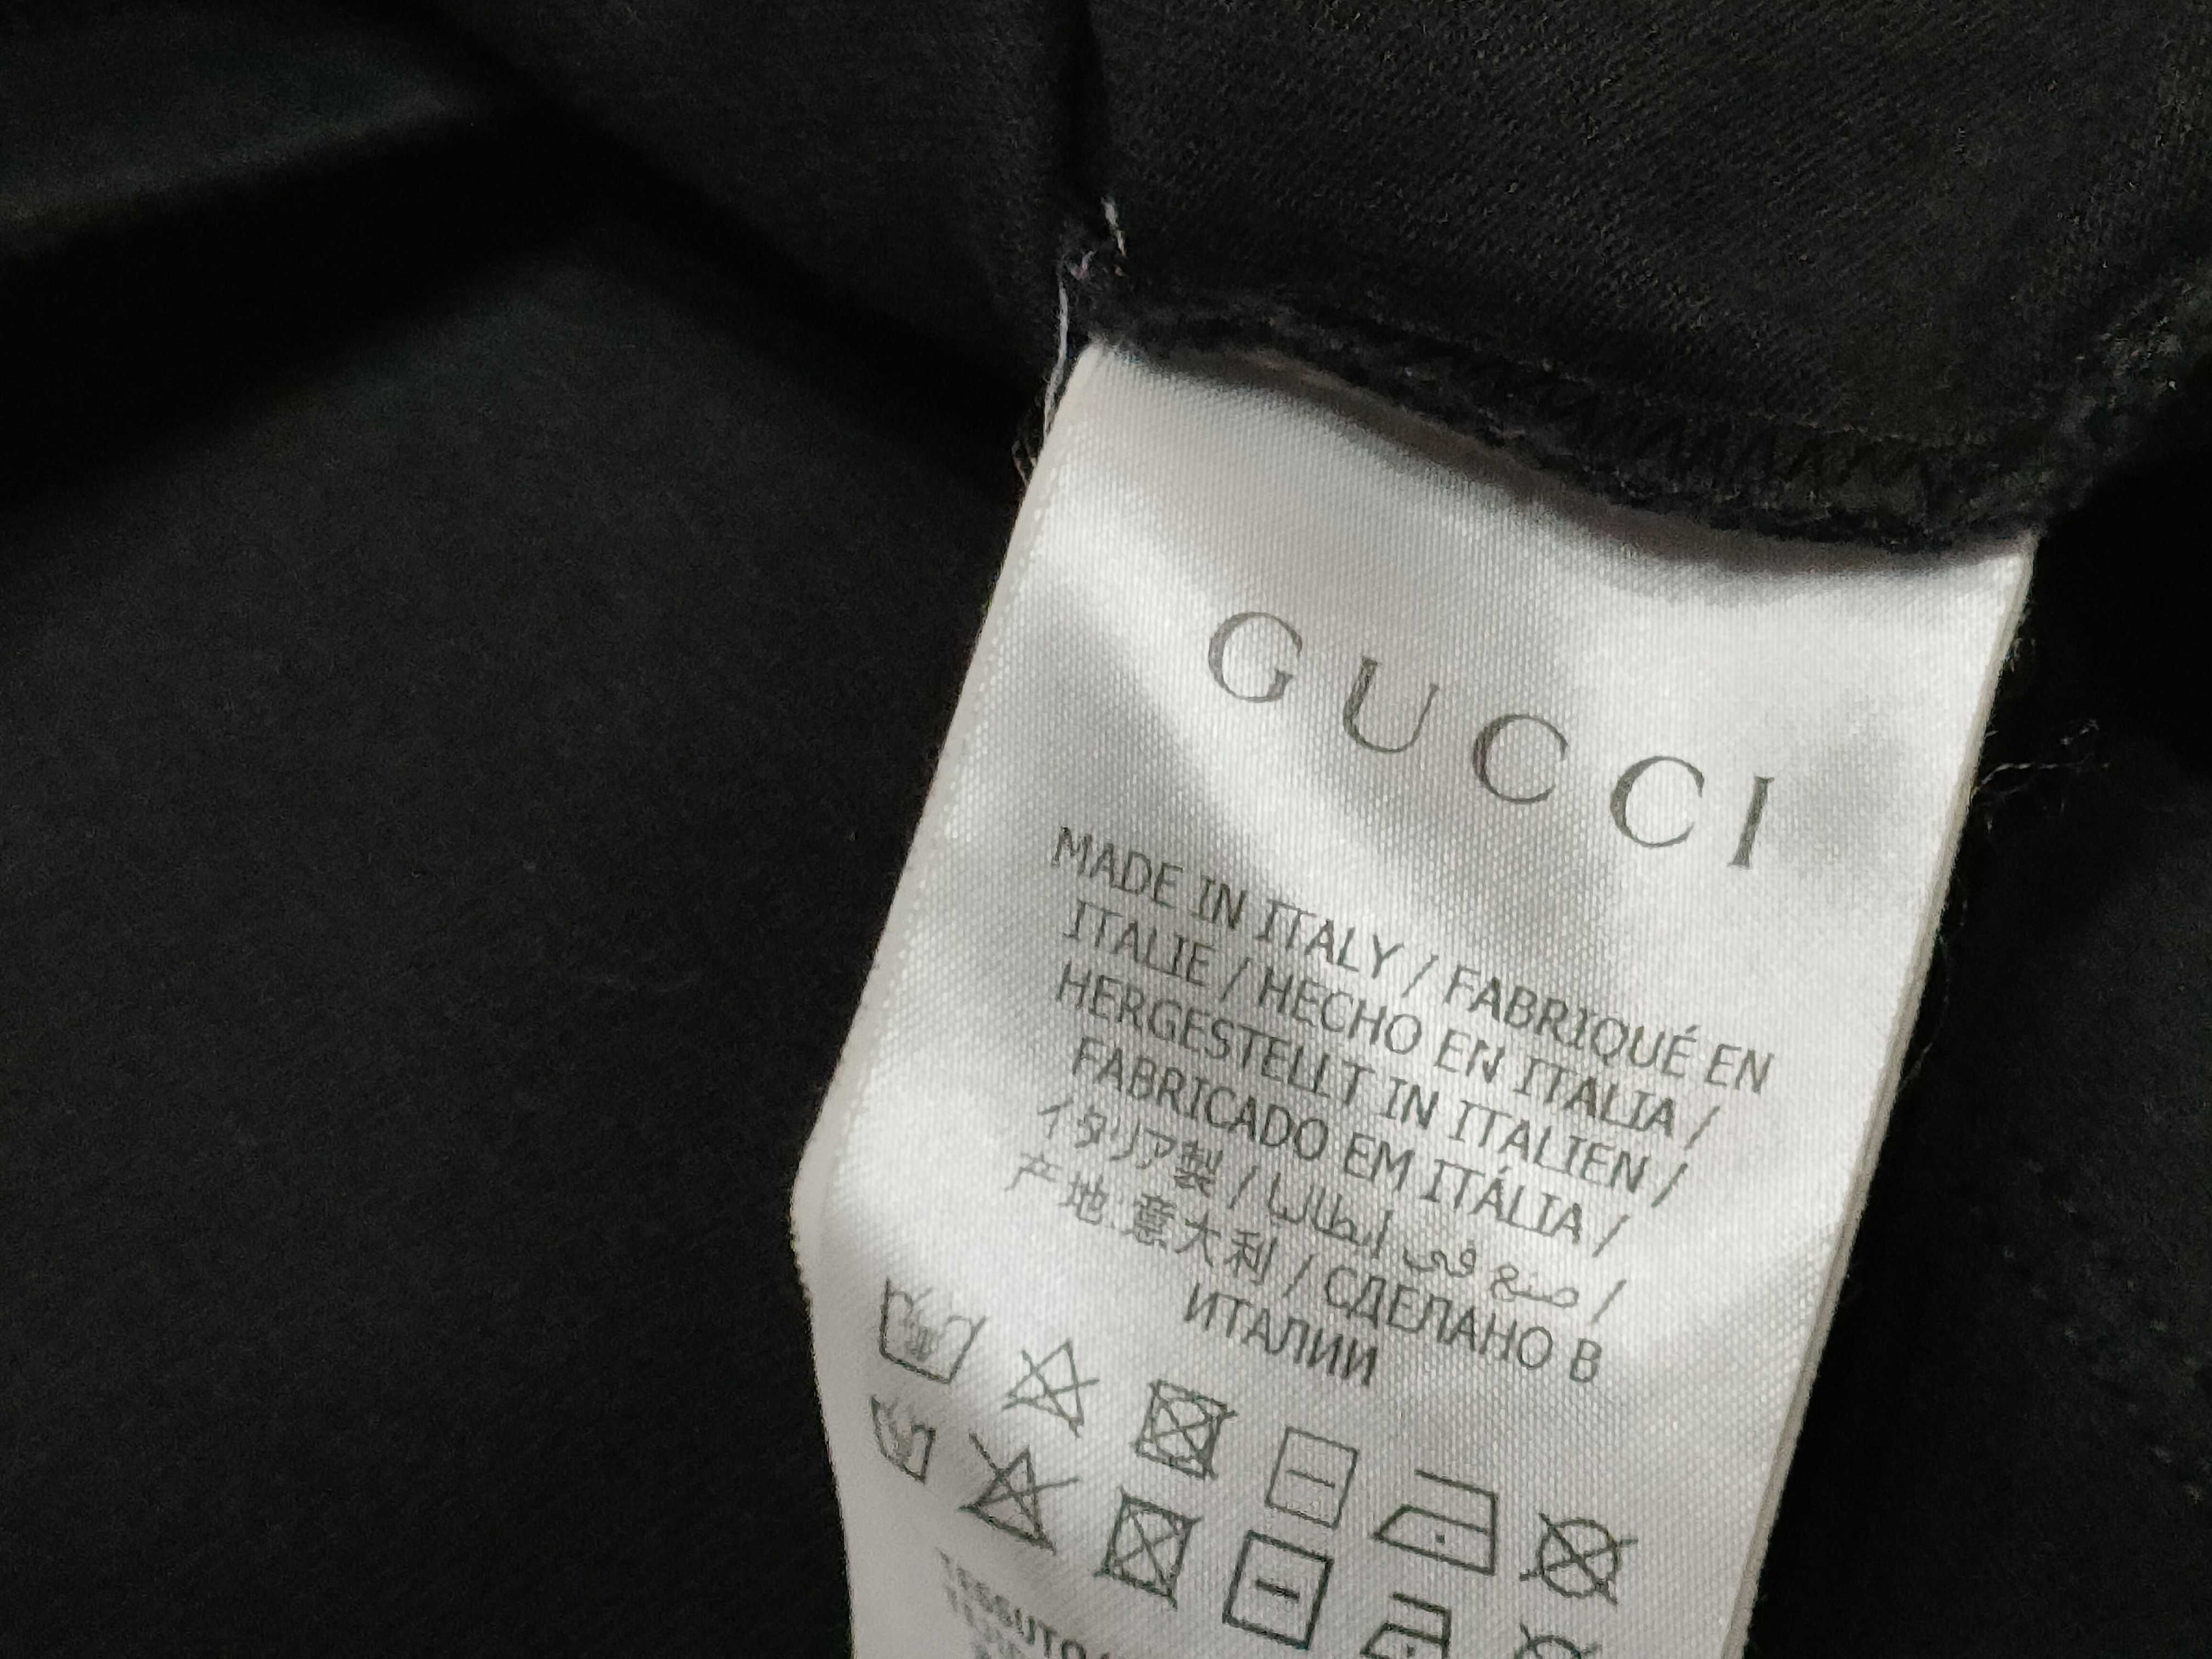 GUCCI
MADE IN ITALY / FABRIQUÉ EN
ITALIE / HECHO EN ITALIA /
HERGESTELLT IN ITALIEN /
FABRICADO EM ITÁLIA /
イタリア製 / صنع في ايطاليا /
产地:意大利 / СДЕЛАНО В
ИТАЛИИ
TESSUTO